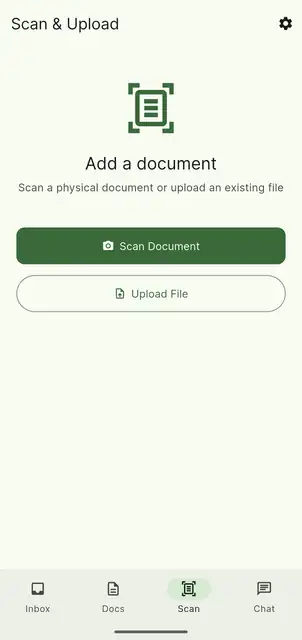 Scan & Upload
Add a document
Scan a physical document or upload an existing file
Scan Document
Upload File
Inbox
Docs
Scan
Chat